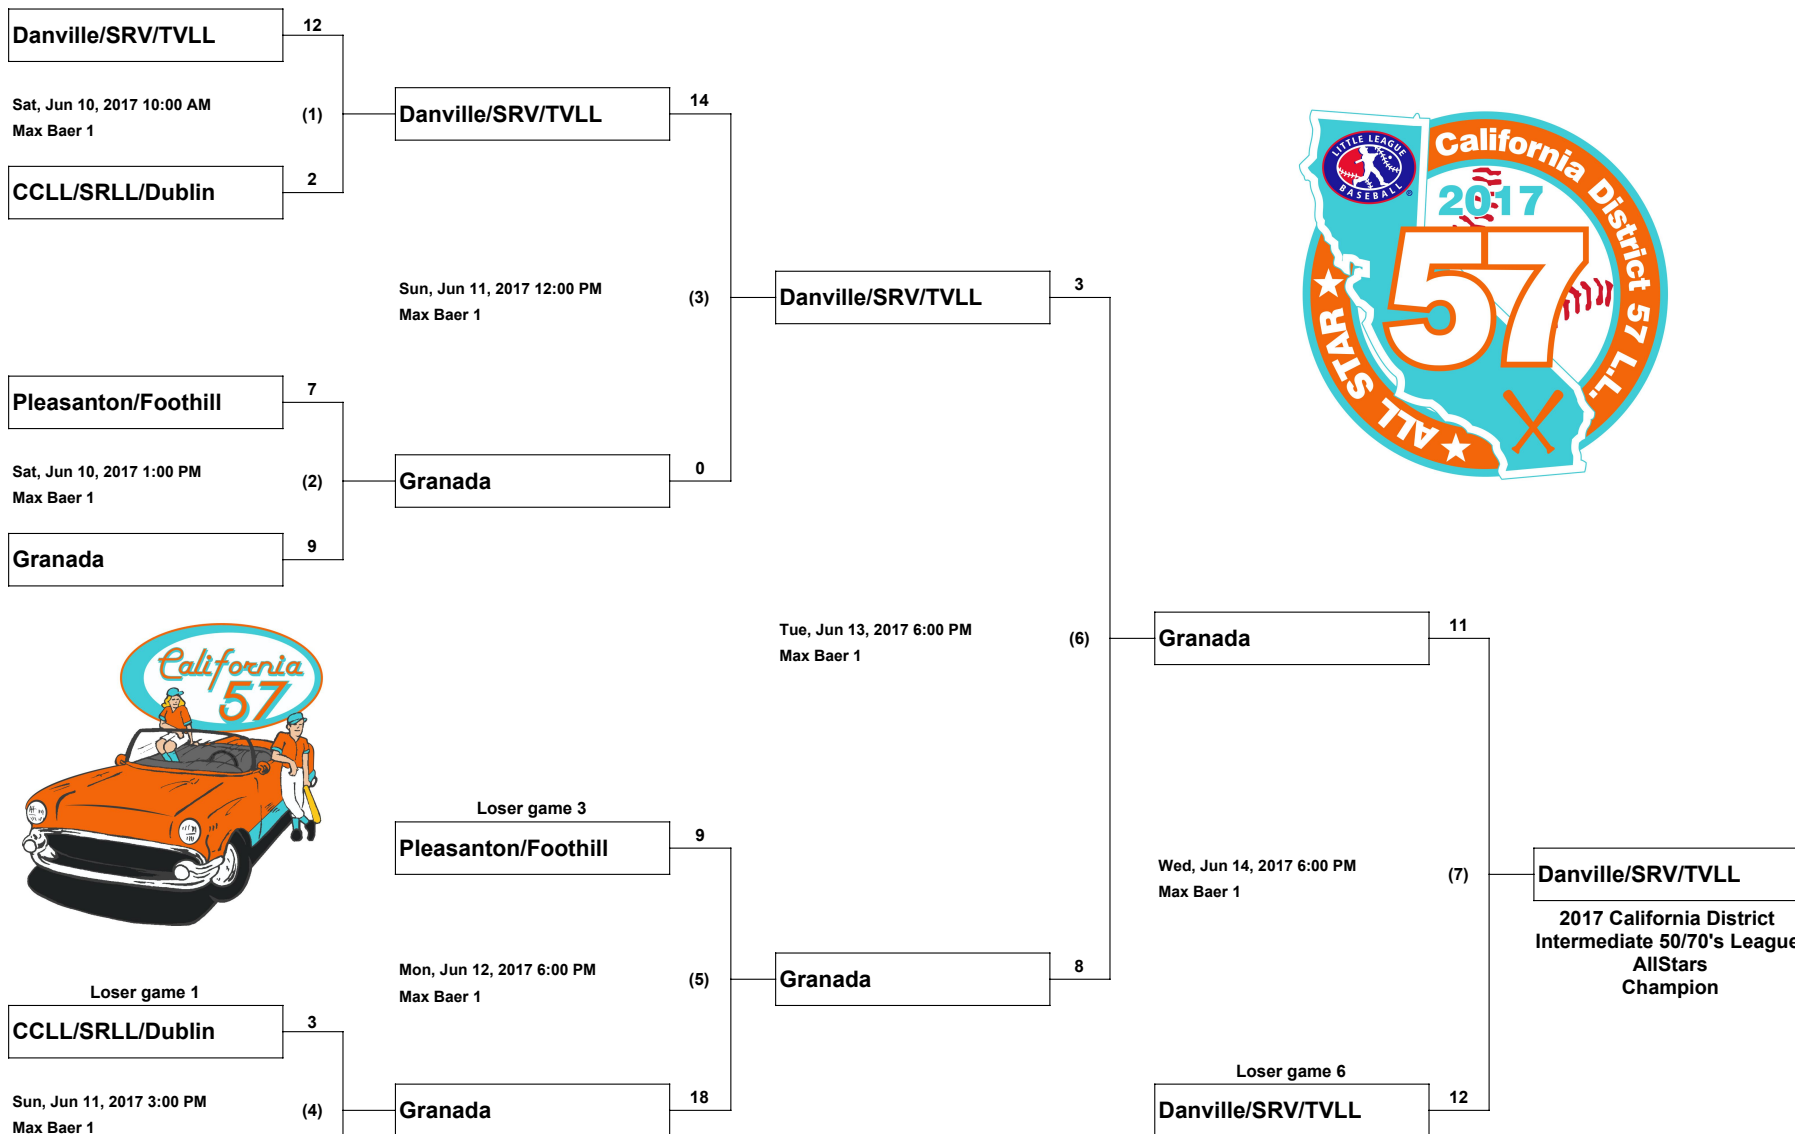 Danville/SRV/TVLL
12
Sat, Jun 10, 2017 10:00 AM
Max Baer 1
(1)
CCLL/SRLL/Dublin
2
Danville/SRV/TVLL
14
Sun, Jun 11, 2017 12:00 PM
Max Baer 1
(3)
Pleasanton/Foothill
7
Sat, Jun 10, 2017 1:00 PM
Max Baer 1
(2)
Granada
9
Granada
0
Danville/SRV/TVLL
3
LITTLE LEAGUE
BASEBALL
®
California District 57 L.L.
2017
57
★ ALL STAR ★
California
57
Tue, Jun 13, 2017 6:00 PM
Max Baer 1
(6)
Granada
11
Loser game 3
Pleasanton/Foothill
9
Mon, Jun 12, 2017 6:00 PM
Max Baer 1
(5)
Granada
8
Loser game 1
CCLL/SRLL/Dublin
3
Sun, Jun 11, 2017 3:00 PM
Max Baer 1
(4)
Granada
18
Wed, Jun 14, 2017 6:00 PM
Max Baer 1
(7)
Danville/SRV/TVLL
2017 California District
Intermediate 50/70's League
AllStars
Champion
Loser game 6
Danville/SRV/TVLL
12